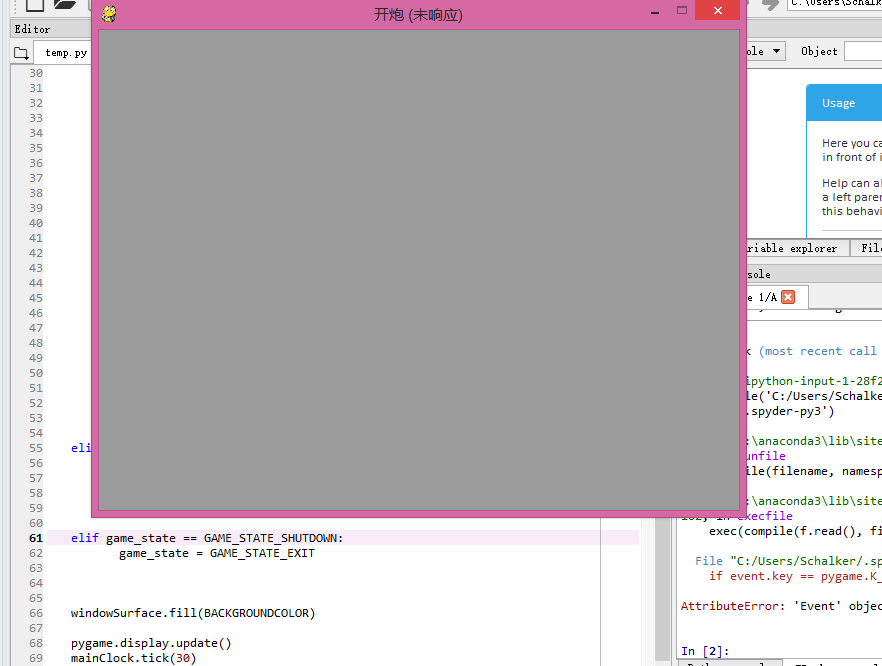 C:\Users\Schalk
开炮 (未响应)
Editor
temp.py
Object
30
31
32
33
34
35
36
37
38
39
40
41
42
43
44
45
46
47
48
49
50
51
52
53
54
55 eli
56
57
58
59
60
61 elif game_state == GAME_STATE_SHUTDOWN:
62 game_state = GAME_STATE_EXIT
63
64
65
66 windowSurface.fill(BACKGROUNDCOLOR)
67
68 pygame.display.update()
69 mainClock.tick(30)
Usage
Here you ca
in front of i
Help can al
a left paren
this behavi
riable explorer
File
sole
e 1/A
k (most recent call
ipython-input-1-28f2
le('C:/Users/Schalke
.spyder-py3')
:\anaconda3\lib\site
unfile
ile(filename, namesp
:\anaconda3\lib\site
102, in execfile
exec(compile(f.read(), fi
File "C:/Users/Schalker/.sp
if event.key == pygame.K_
AttributeError: 'Event' objec
In [2]: